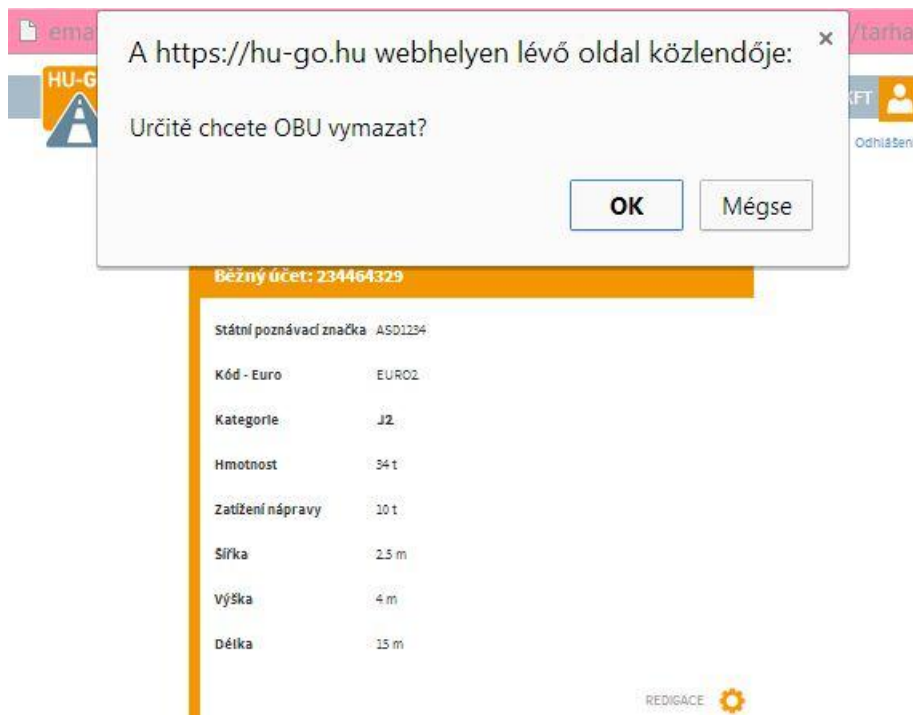 A https://hu-go.hu webhelyen lévő oldal közlendője:
×
/tarha
HU-G
KFT
Určitě chcete OBU vymazat?
Odhlášen
OK
Mégse
Běžný účet: 234464329
Státní poznávací značka ASD1234
Kód - Euro EURO2
Kategorie J2
Hmotnost 34 t
Zatížení nápravy 10 t
Šířka 2.5 m
Výška 4 m
Délka 15 m
REDIGACE